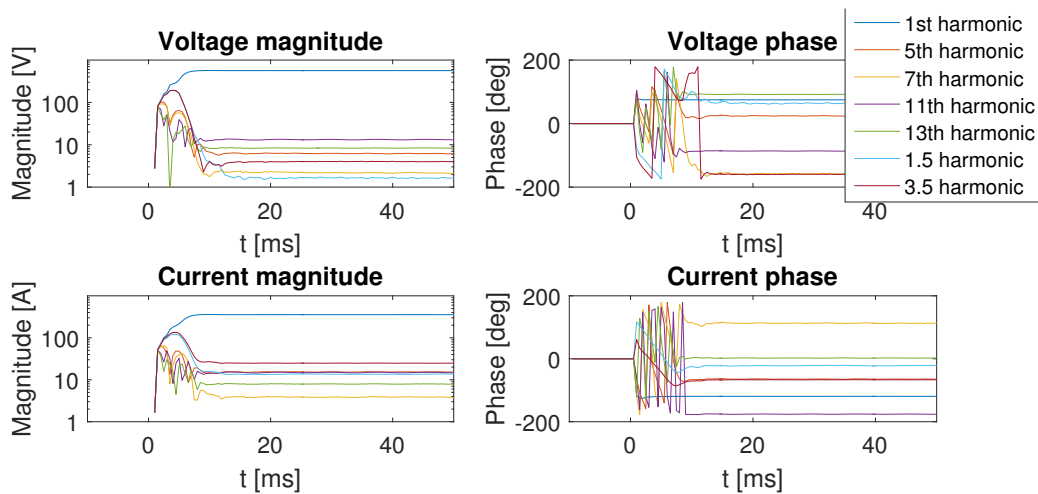 Voltage magnitude
Magnitude [V]
100
10
1
0
20
40
t [ms]
Voltage phase
Phase [deg]
200
0
-200
0
20
40
t [ms]
1st harmonic
5th harmonic
7th harmonic
11th harmonic
13th harmonic
1.5 harmonic
3.5 harmonic
Current magnitude
Magnitude [A]
100
10
1
0
20
40
t [ms]
Current phase
Phase [deg]
200
0
-200
0
20
40
t [ms]